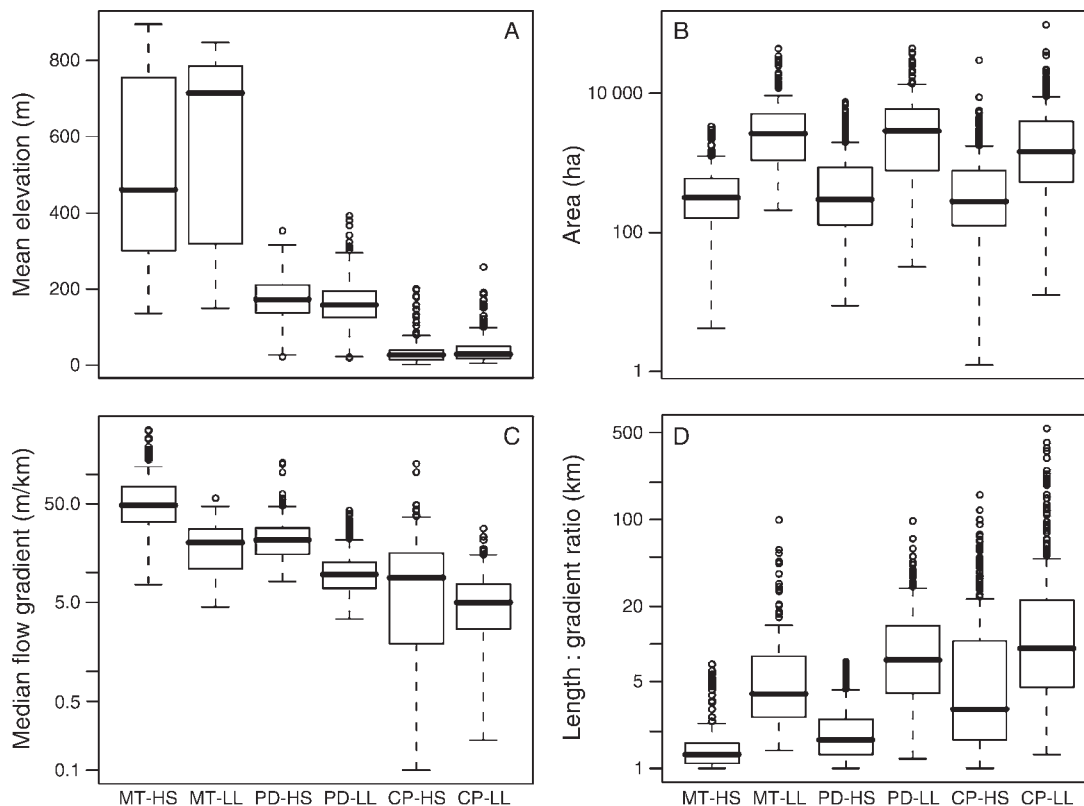 A
Mean elevation (m)
800
600
400
200
0
B
Area (ha)
10 000
100
1
C
Median flow gradient (m/km)
50.0
5.0
0.5
0.1
MT-HS MT-LL PD-HS PD-LL CP-HS CP-LL
D
Length : gradient ratio (km)
500
100
20
5
1
MT-HS MT-LL PD-HS PD-LL CP-HS CP-LL